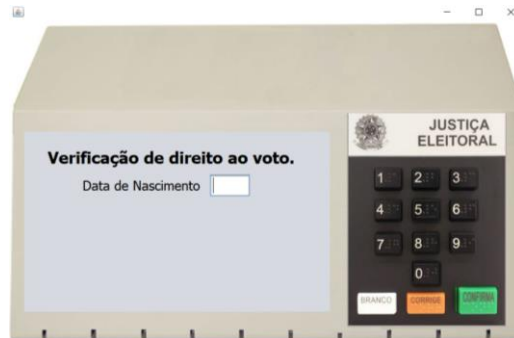 Verificação de direito ao voto.
Data de Nascimento
JUSTIÇA
ELEITORAL
1 2 3
4 5 6
7 8 9
0
BRANCO CORRIGE CONFIRMA